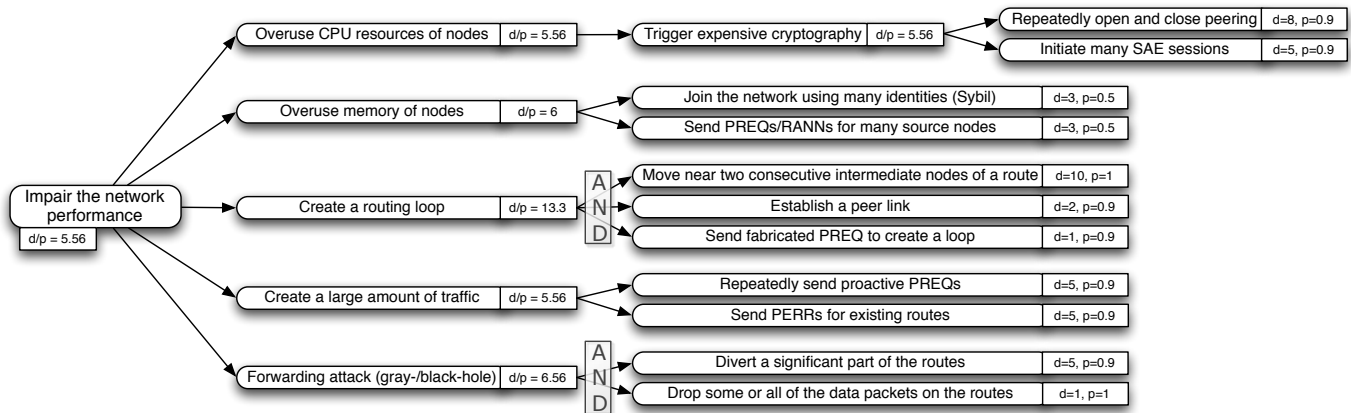 Impair the network
performance
d/p = 5.56
Overuse CPU resources of nodes d/p = 5.56
Trigger expensive cryptography d/p = 5.56
Repeatedly open and close peering d=8, p=0.9
Initiate many SAE sessions d=5, p=0.9
Overuse memory of nodes d/p = 6
Join the network using many identities (Sybil) d=3, p=0.5
Send PREQs/RANNs for many source nodes d=3, p=0.5
Create a routing loop d/p = 13.3
A
N
D
Move near two consecutive intermediate nodes of a route d=10, p=1
Establish a peer link d=2, p=0.9
Send fabricated PREQ to create a loop d=1, p=0.9
Create a large amount of traffic d/p = 5.56
Repeatedly send proactive PREQs d=5, p=0.9
Send PERRs for existing routes d=5, p=0.9
Forwarding attack (gray-/black-hole) d/p = 6.56
A
N
D
Divert a significant part of the routes d=5, p=0.9
Drop some or all of the data packets on the routes d=1, p=1